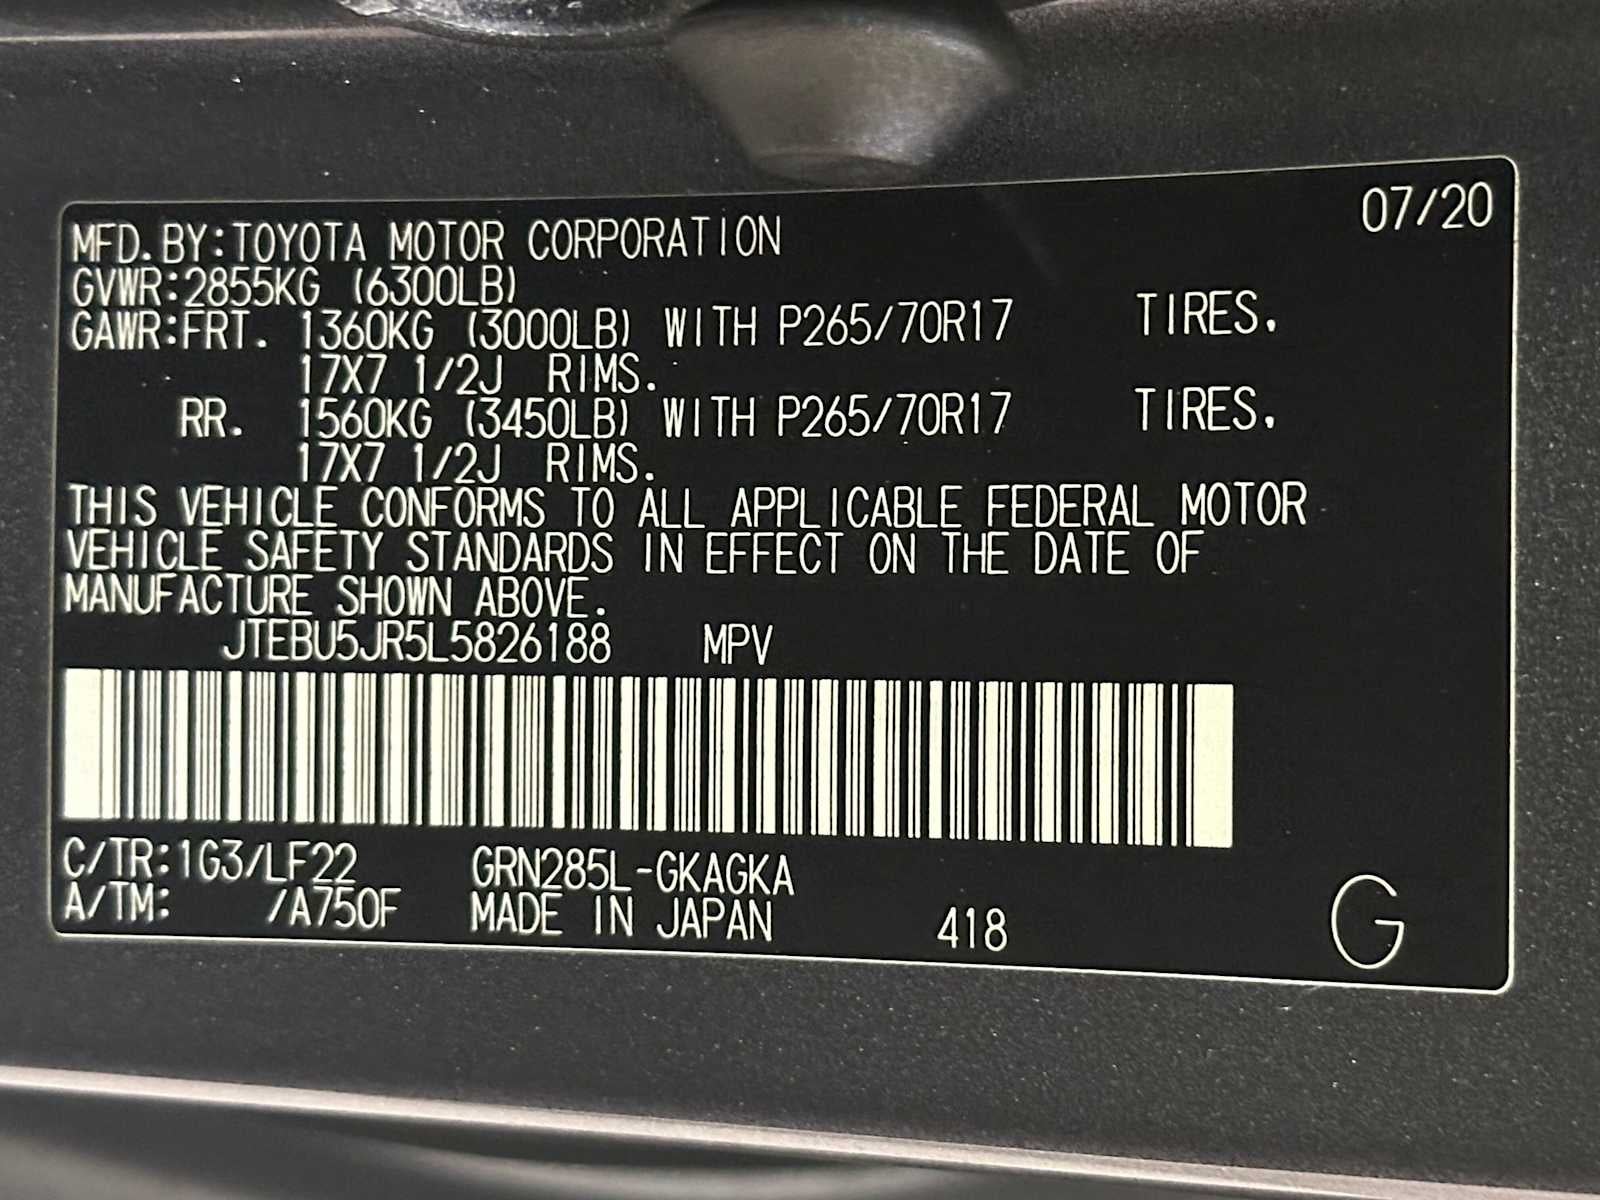 07/20
MFD.BY:TOYOTA MOTOR CORPORATION
GVWR:2855KG (6300LB)
GAWR:FRT. 1360KG (3000LB) WITH P265/70R17 TIRES.
17X7 1/2J RIMS.
RR. 1560KG (3450LB) WITH P265/70R17 TIRES.
17X7 1/2J RIMS.
THIS VEHICLE CONFORMS TO ALL APPLICABLE FEDERAL MOTOR
VEHICLE SAFETY STANDARDS IN EFFECT ON THE DATE OF
MANUFACTURE SHOWN ABOVE.
JTEBU5JR5L5826188 MPV
C/TR:1G3/LF22 GRN285L-GKAGKA
A/TM: /A750F MADE IN JAPAN 418 G